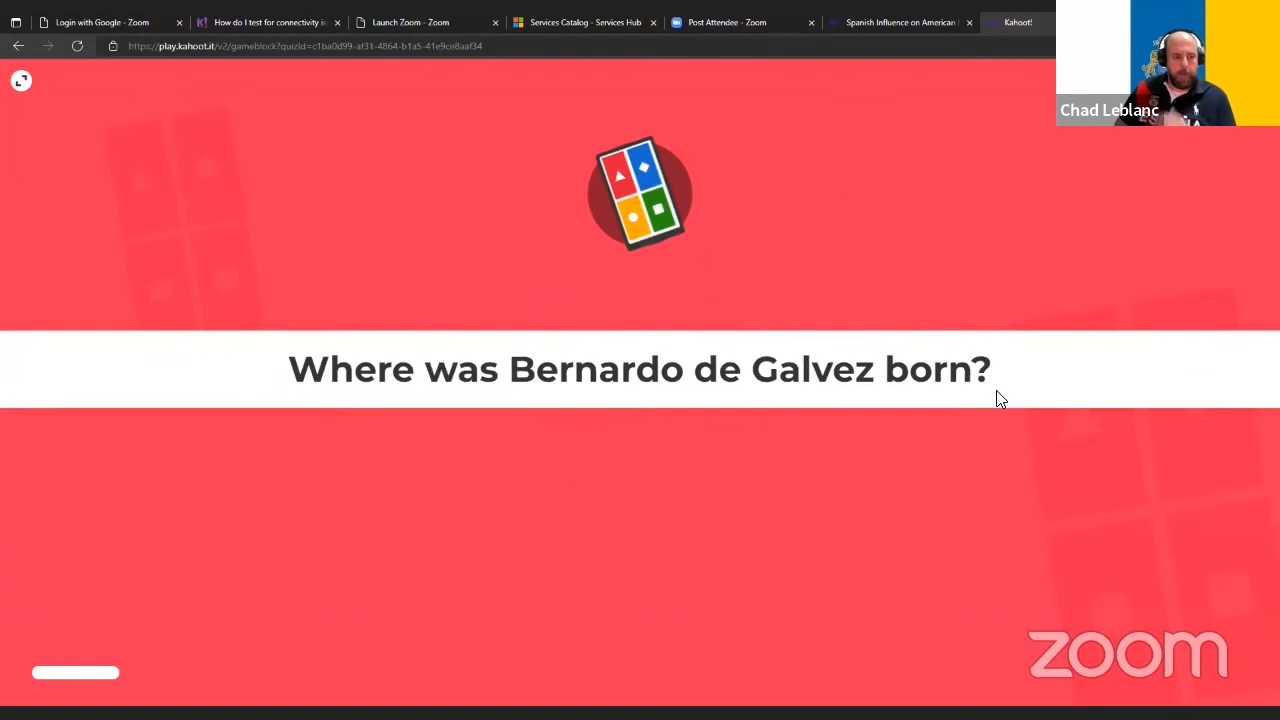 Login with Google - Zoom
How do I test for connectivity is
Launch Zoom - Zoom
Services Catalog - Services Hub
Post Attendee - Zoom
Spanish Influence on American
Kahoot!
https://play.kahoot.it/v2/gameblock?quizId=c1ba0d99-af31-4864-b1a5-41e9ce8aaf34
Chad Leblanc
Where was Bernardo de Galvez born?
zoom